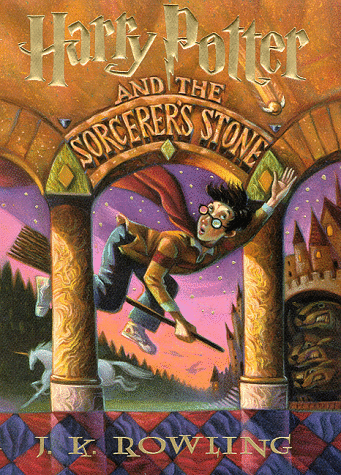 Harry Potter
AND THE
SORCERER'S STONE
J. K. ROWLING